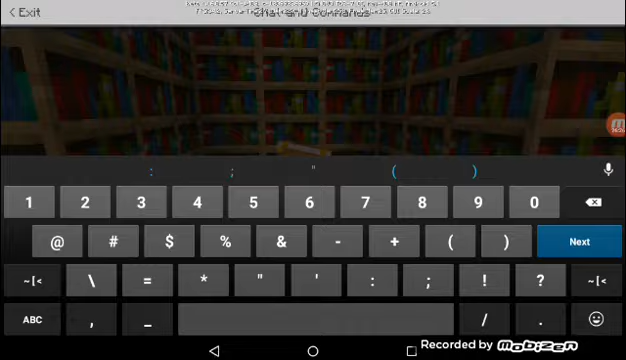 < Exit
Chat and Commands
: ; " ( )
1 2 3 4 5 6 7 8 9 0
@ # $ % & - + ( ) Next
~[< \ = * " ' : ; ! ? ~[<
ABC , _ / .
Recorded by mobizen